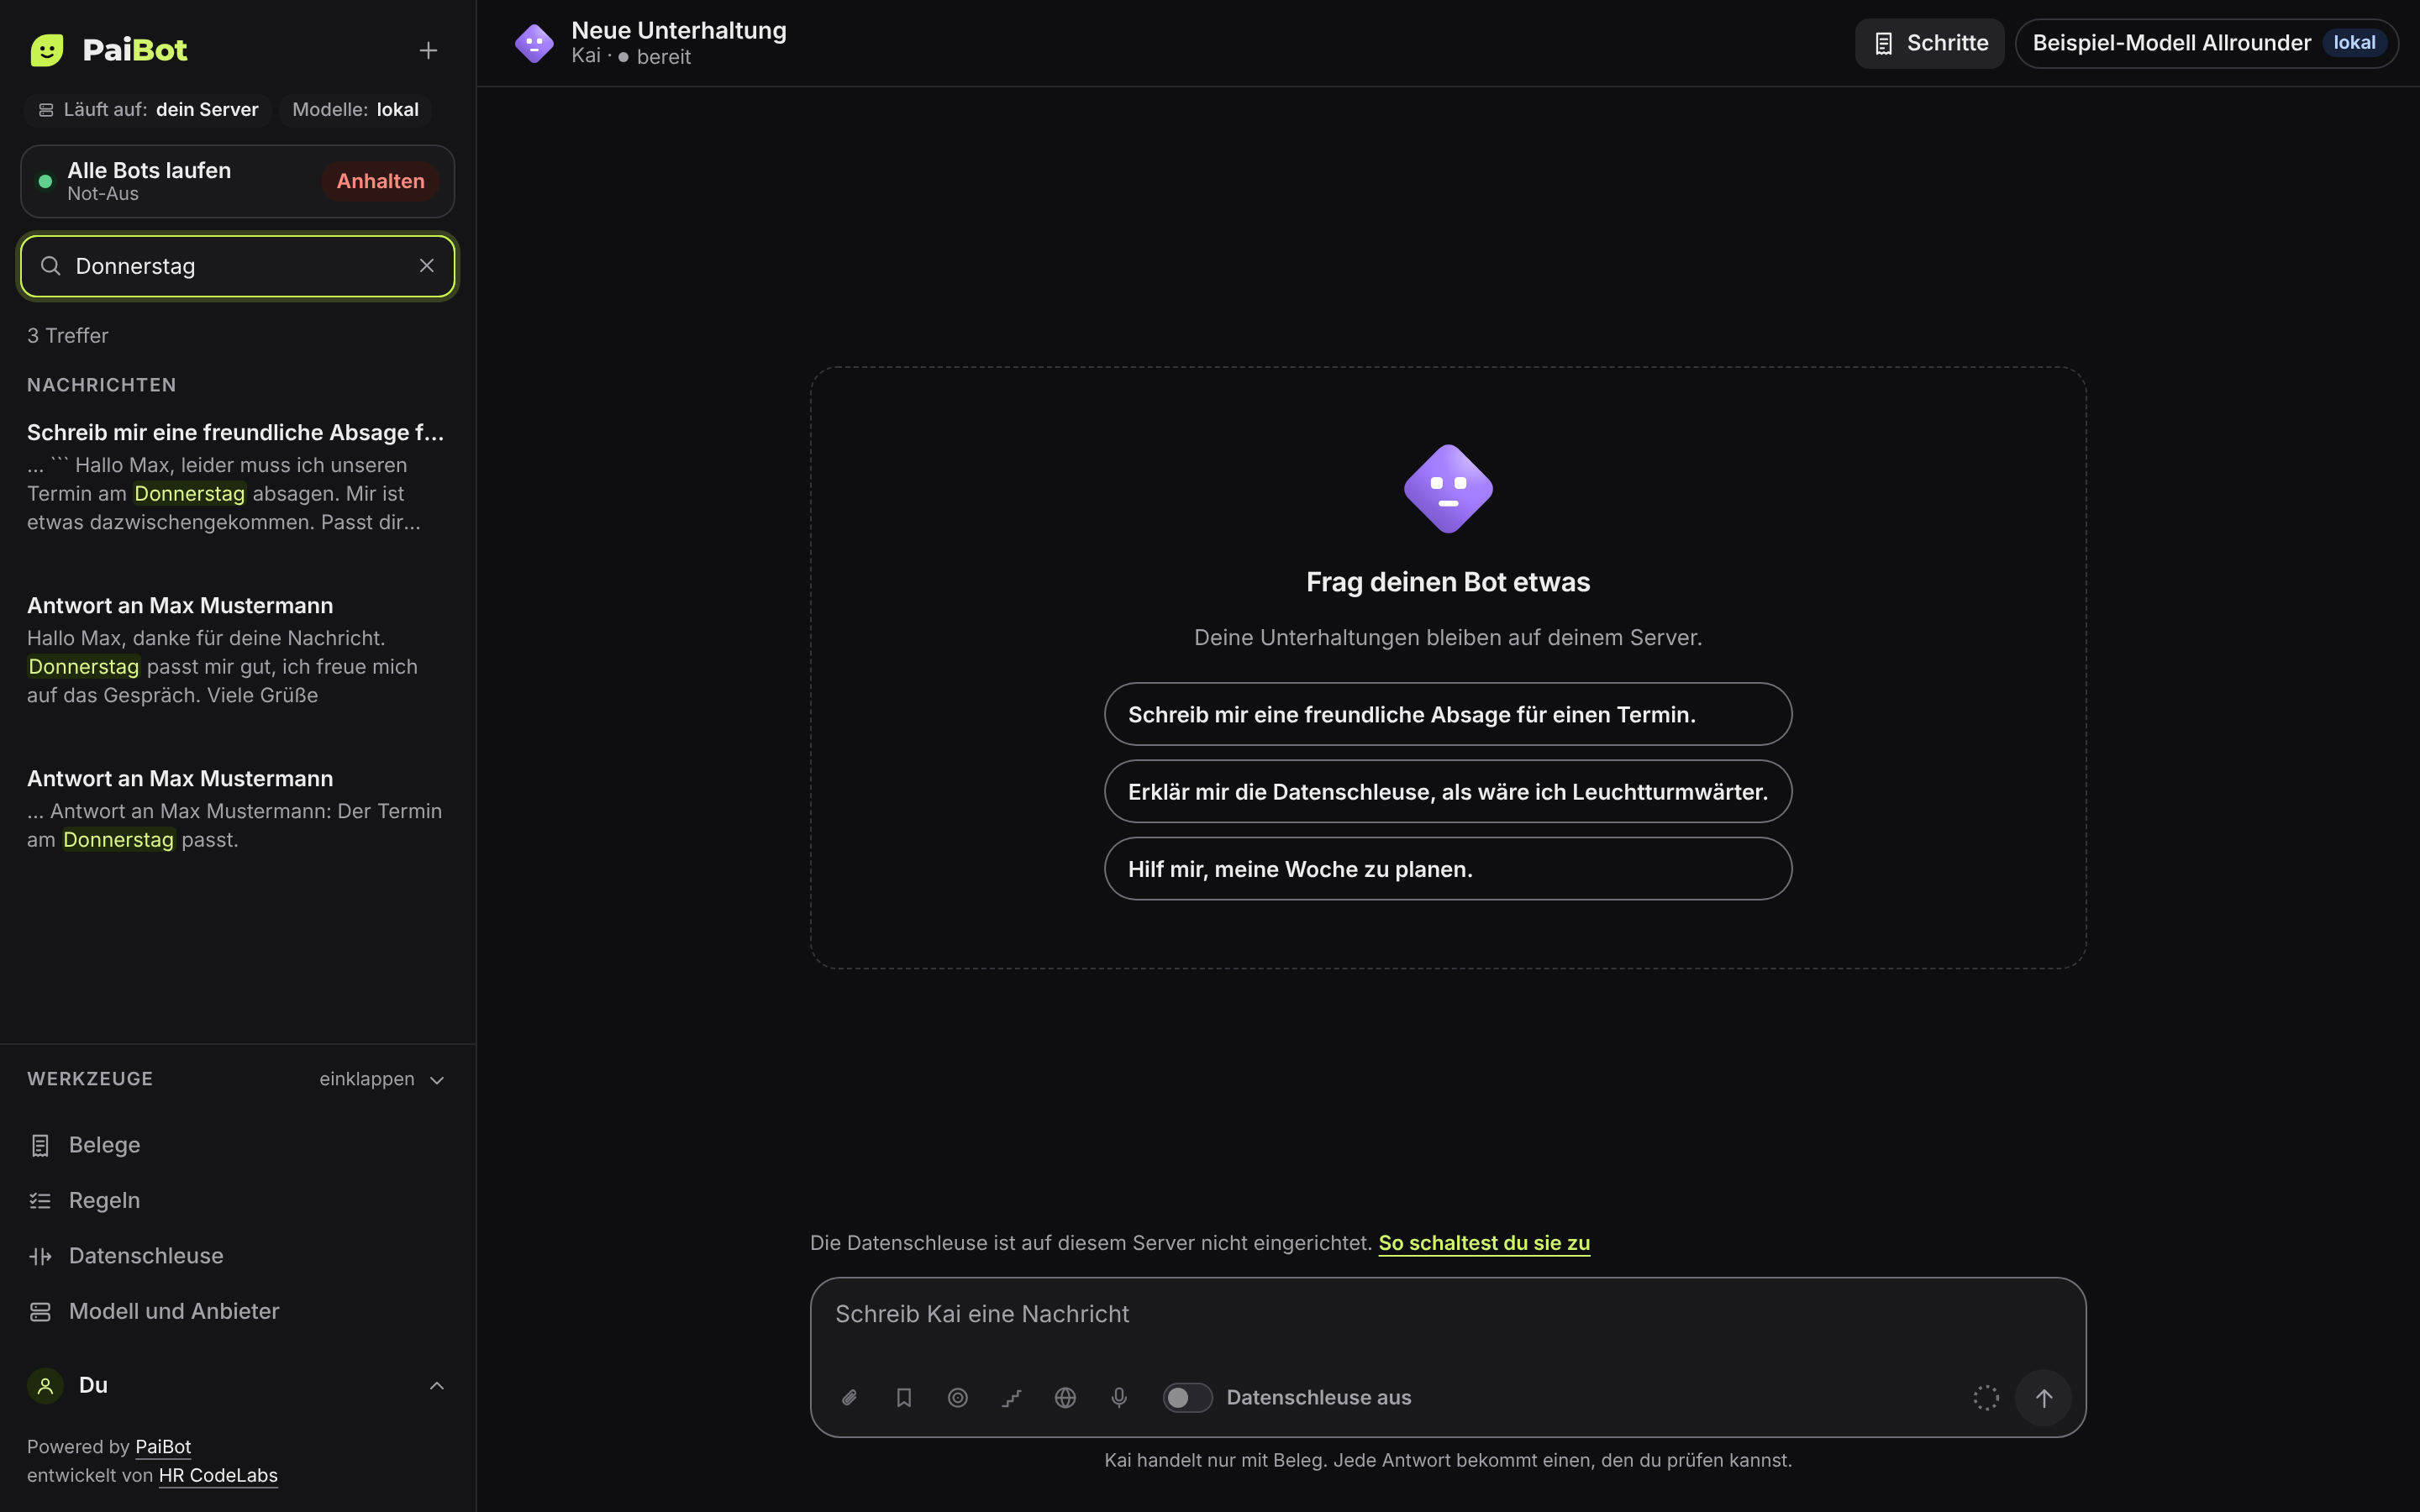 PaiBot
Läuft auf: dein Server
Modelle: lokal
Alle Bots laufen
Not-Aus
Anhalten
Donnerstag
3 Treffer
NACHRICHTEN
Schreib mir eine freundliche Absage f...
... ``` Hallo Max, leider muss ich unseren
Termin am Donnerstag absagen. Mir ist
etwas dazwischengekommen. Passt dir...
Antwort an Max Mustermann
Hallo Max, danke für deine Nachricht.
Donnerstag passt mir gut, ich freue mich
auf das Gespräch. Viele Grüße
Antwort an Max Mustermann
... Antwort an Max Mustermann: Der Termin
am Donnerstag passt.
WERKZEUGE
einklappen
Belege
Regeln
Datenschleuse
Modell und Anbieter
Du
Powered by PaiBot
entwickelt von HR CodeLabs
Neue Unterhaltung
Kai · bereit
Schritte
Beispiel-Modell Allrounder lokal
Frag deinen Bot etwas
Deine Unterhaltungen bleiben auf deinem Server.
Schreib mir eine freundliche Absage für einen Termin.
Erklär mir die Datenschleuse, als wäre ich Leuchtturmwärter.
Hilf mir, meine Woche zu planen.
Die Datenschleuse ist auf diesem Server nicht eingerichtet. So schaltest du sie zu
Schreib Kai eine Nachricht
Datenschleuse aus
Kai handelt nur mit Beleg. Jede Antwort bekommt einen, den du prüfen kannst.